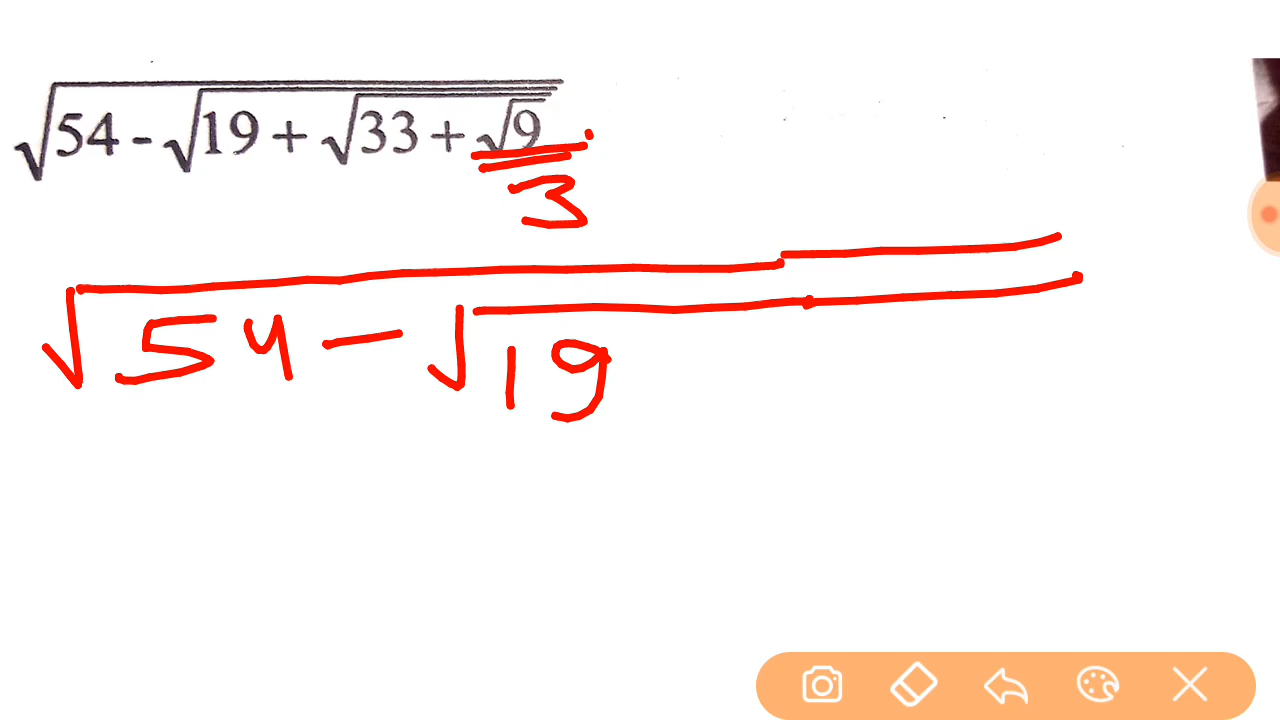 √54 - √19 + √33 + √9
3
√54 - √19